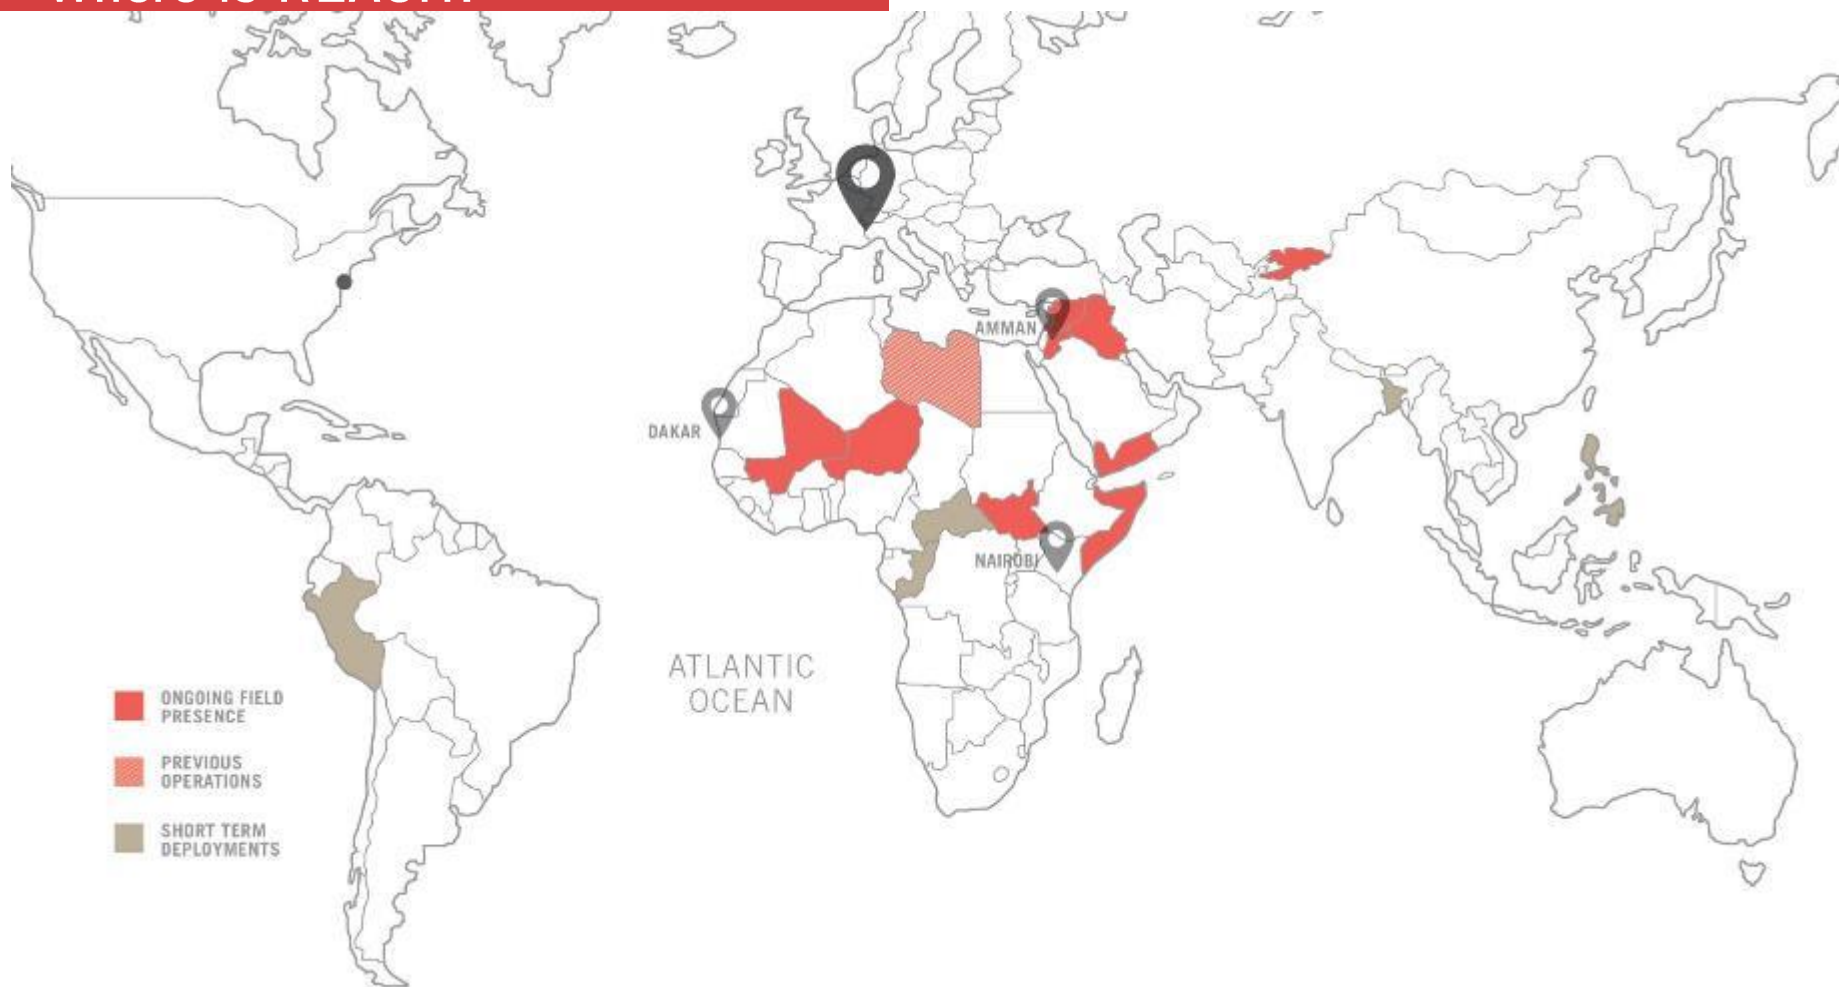 AMMAN
DAKAR
NAIROBI
ATLANTIC
OCEAN
ONGOING FIELD
PRESENCE
PREVIOUS
OPERATIONS
SHORT TERM
DEPLOYMENTS